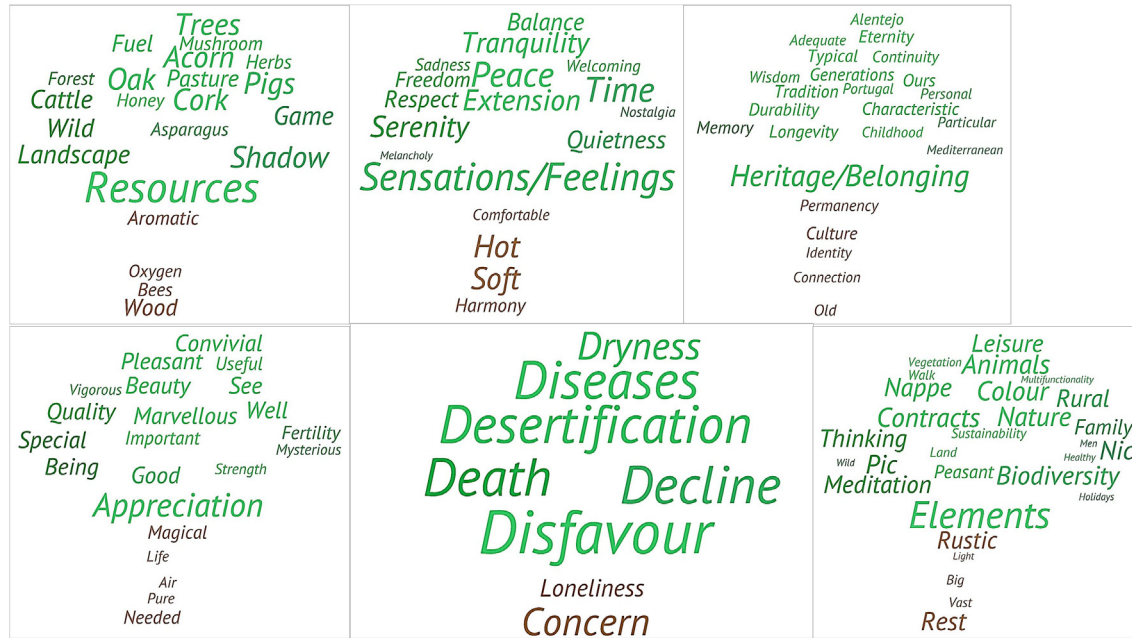 Trees
Fuel Mushroom
Acorn Herbs
Forest Oak Pasture Pigs
Cattle Honey Cork
Game
Wild Asparagus
Landscape Shadow
Resources
Aromatic
Oxygen
Bees
Wood
Balance
Tranquility
Sadness Welcoming
Freedom Peace Time
Respect Extension
Nostalgia
Serenity
Quietness
Melancholy
Sensations/Feelings
Comfortable
Hot
Soft
Harmony
Alentejo
Adequate Eternity
Typical Continuity
Wisdom Generations Ours
Tradition Portugal Personal
Durability Characteristic
Memory Longevity Childhood Particular
Mediterranean
Heritage/Belonging
Permanency
Culture
Identity
Connection
Old
Convivial
Pleasant Useful
Vigorous Beauty See
Quality Marvellous Well
Special Important Fertility
Mysterious
Being
Good Strength
Appreciation
Magical
Life
Air
Pure
Needed
Dryness
Diseases
Desertification
Death Decline
Disfavour
Loneliness
Concern
Leisure
Vegetation Animals
Walk Multifunctionality
Nappe Colour Rural
Contracts Nature Family
Thinking Sustainability Men
Land Healthy Nic
Wild Pic Peasant Biodiversity
Meditation Holidays
Elements
Rustic
Light
Big
Vast
Rest